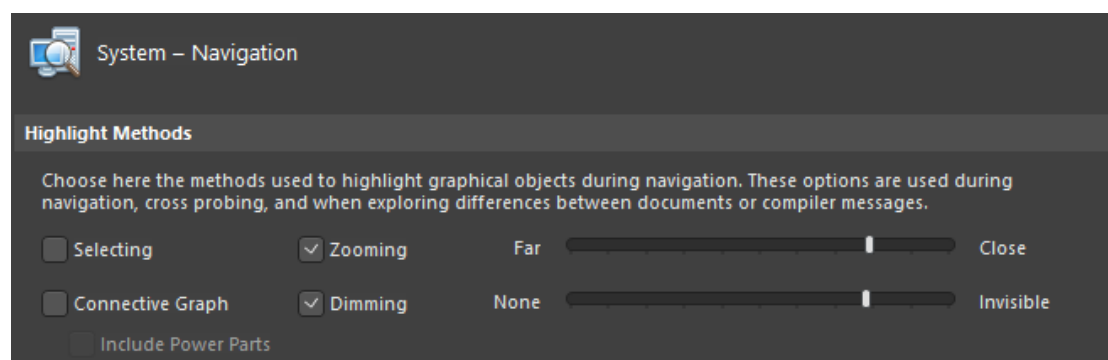 System – Navigation
Highlight Methods
Choose here the methods used to highlight graphical objects during navigation. These options are used during
navigation, cross probing, and when exploring differences between documents or compiler messages.
Selecting Zooming Far Close
Connective Graph Dimming None Invisible
Include Power Parts